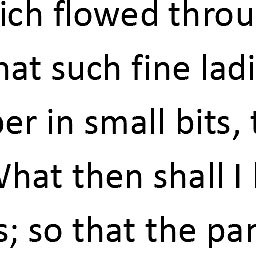 ich flowed throu
hat such fine ladi
per in small bits, t
What then shall I
s; so that the par